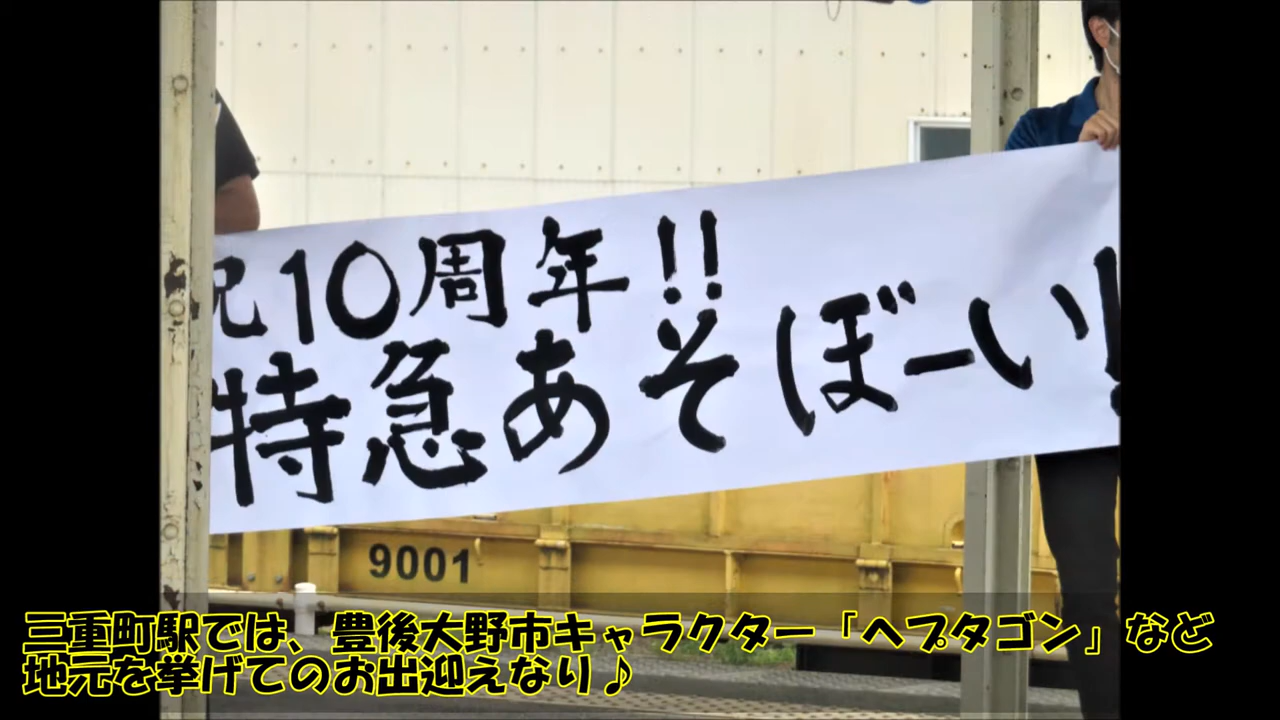 祝10周年!!
特急あそぼーい!
9001
三重町駅では、豊後大野市キャラクター「ヘプタゴン」など
地元を挙げてのお出迎えなり♪